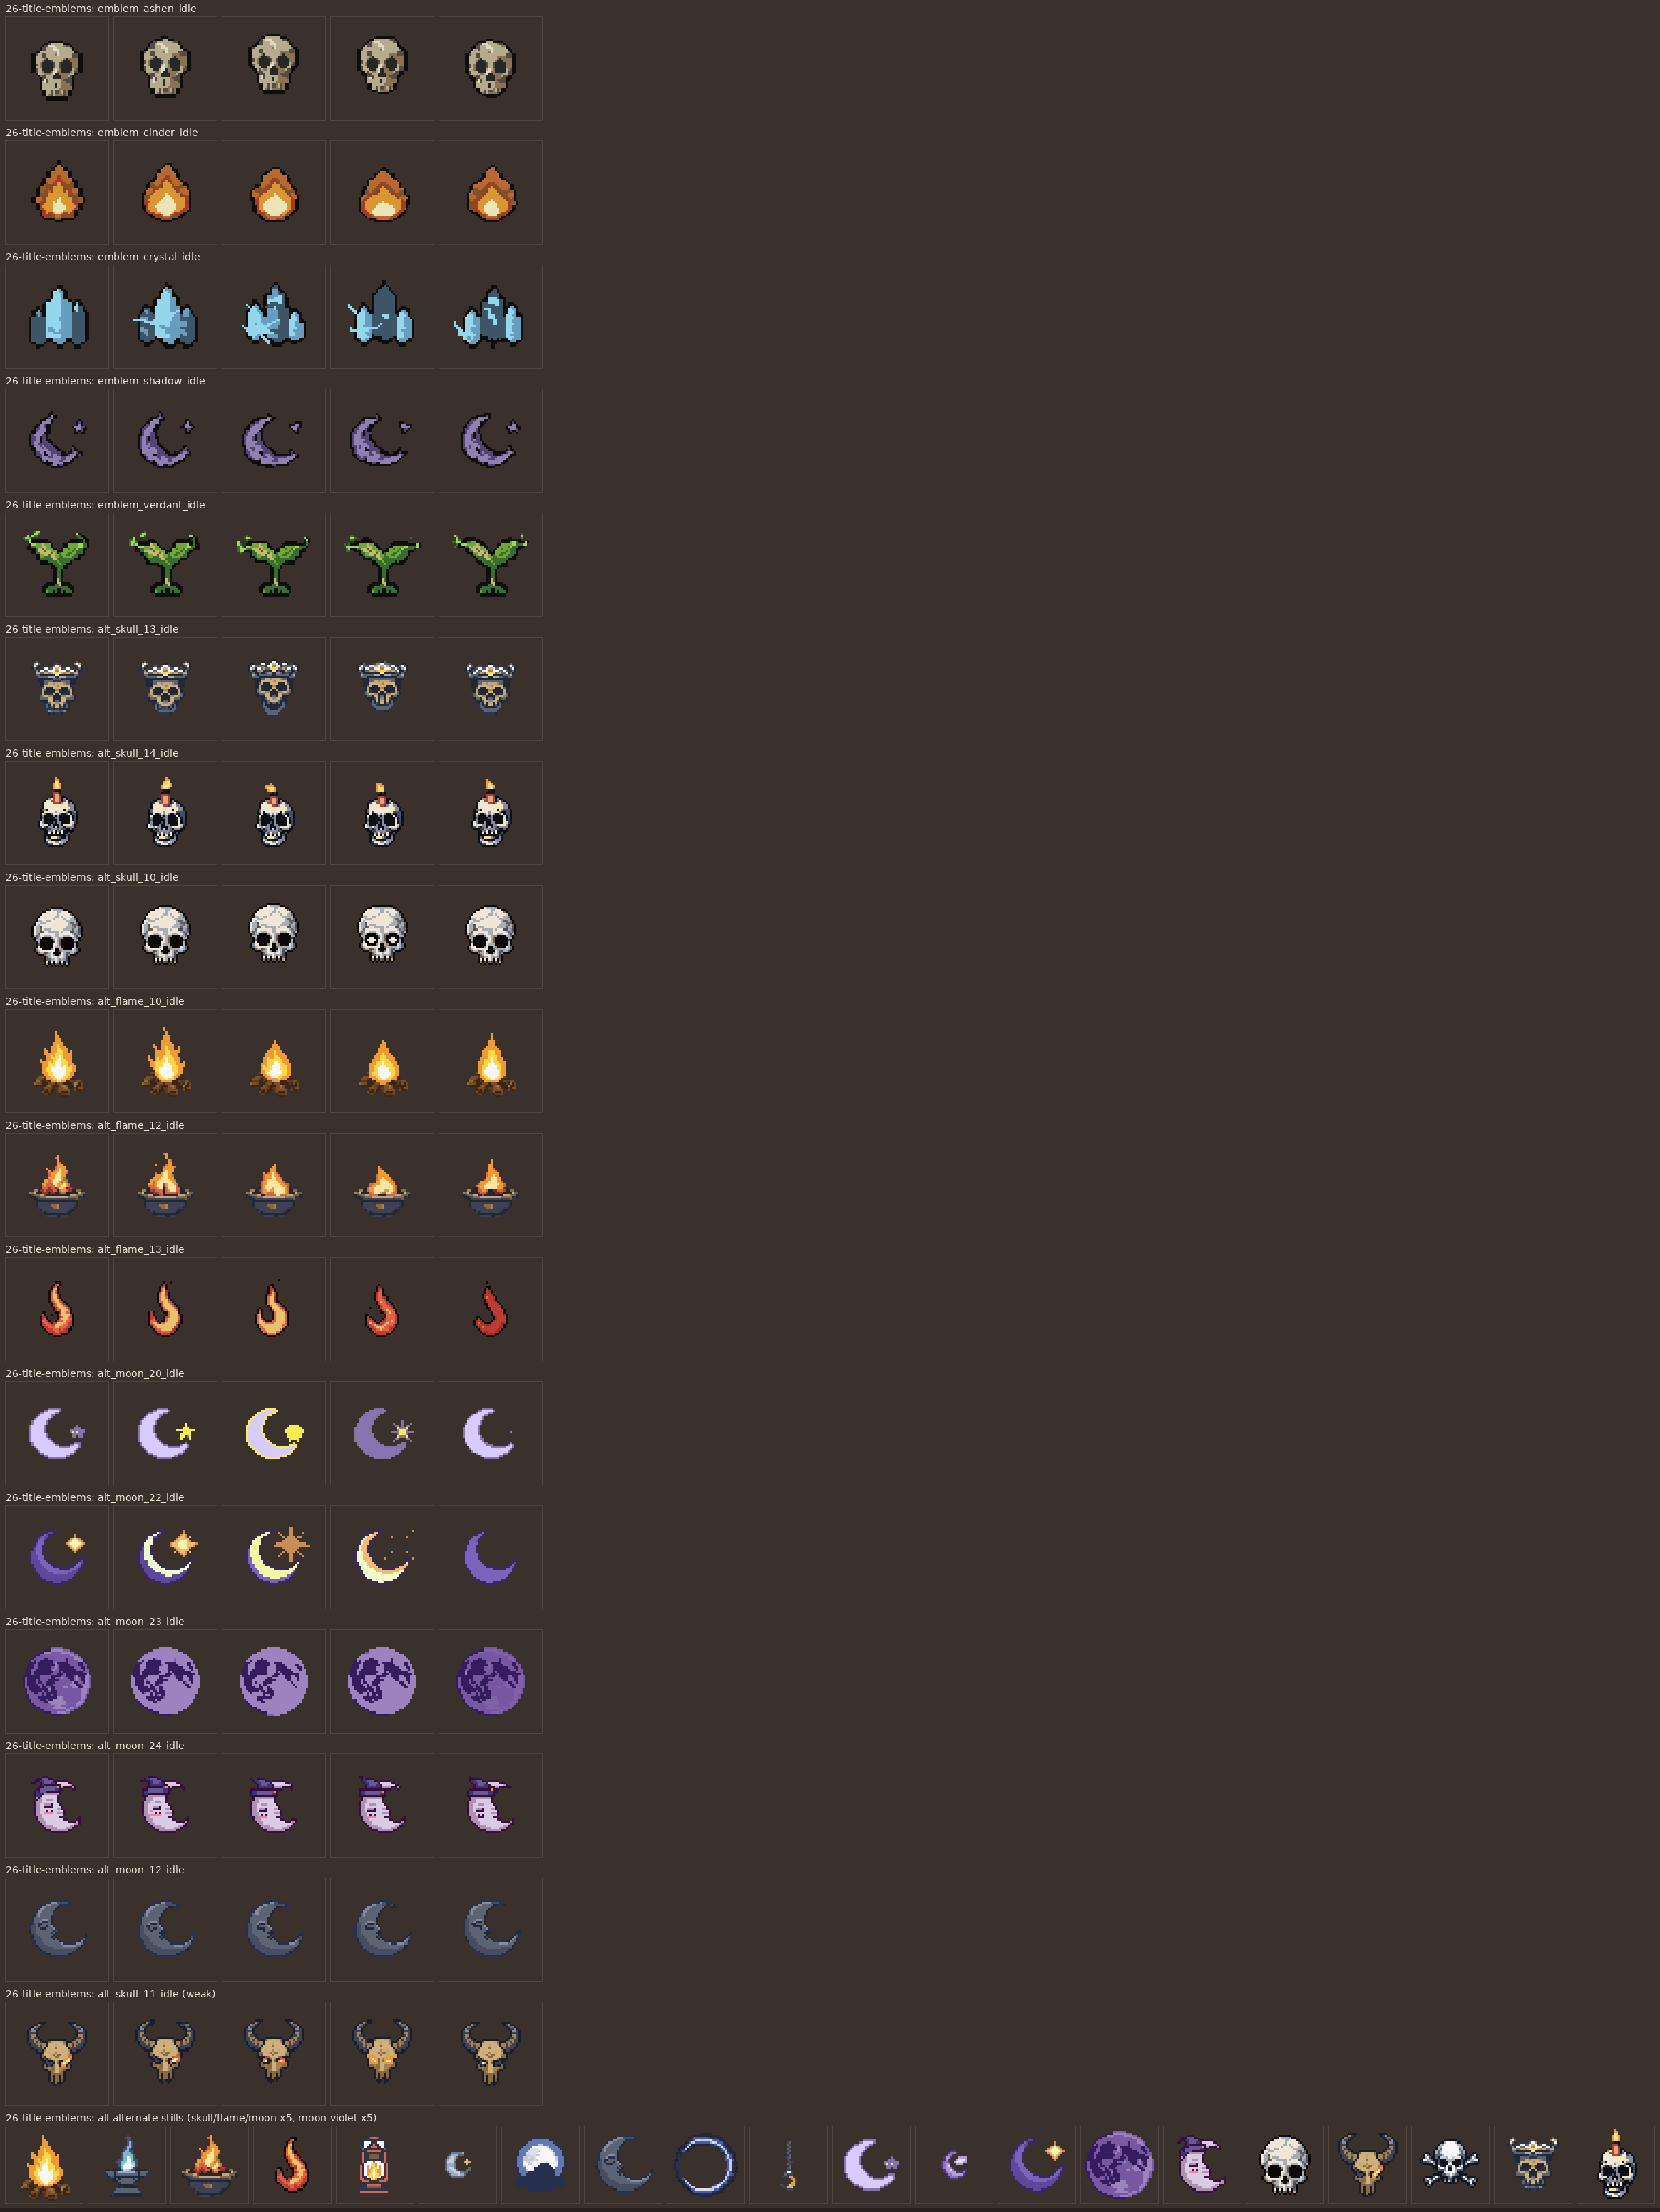 26-title-emblems: emblem_ashen_idle
26-title-emblems: emblem_cinder_idle
26-title-emblems: emblem_crystal_idle
26-title-emblems: emblem_shadow_idle
26-title-emblems: emblem_verdant_idle
26-title-emblems: alt_skull_13_idle
26-title-emblems: alt_skull_14_idle
26-title-emblems: alt_skull_10_idle
26-title-emblems: alt_flame_10_idle
26-title-emblems: alt_flame_12_idle
26-title-emblems: alt_flame_13_idle
26-title-emblems: alt_moon_20_idle
26-title-emblems: alt_moon_22_idle
26-title-emblems: alt_moon_23_idle
26-title-emblems: alt_moon_24_idle
26-title-emblems: alt_moon_12_idle
26-title-emblems: alt_skull_11_idle (weak)
26-title-emblems: all alternate stills (skull/flame/moon x5, moon violet x5)